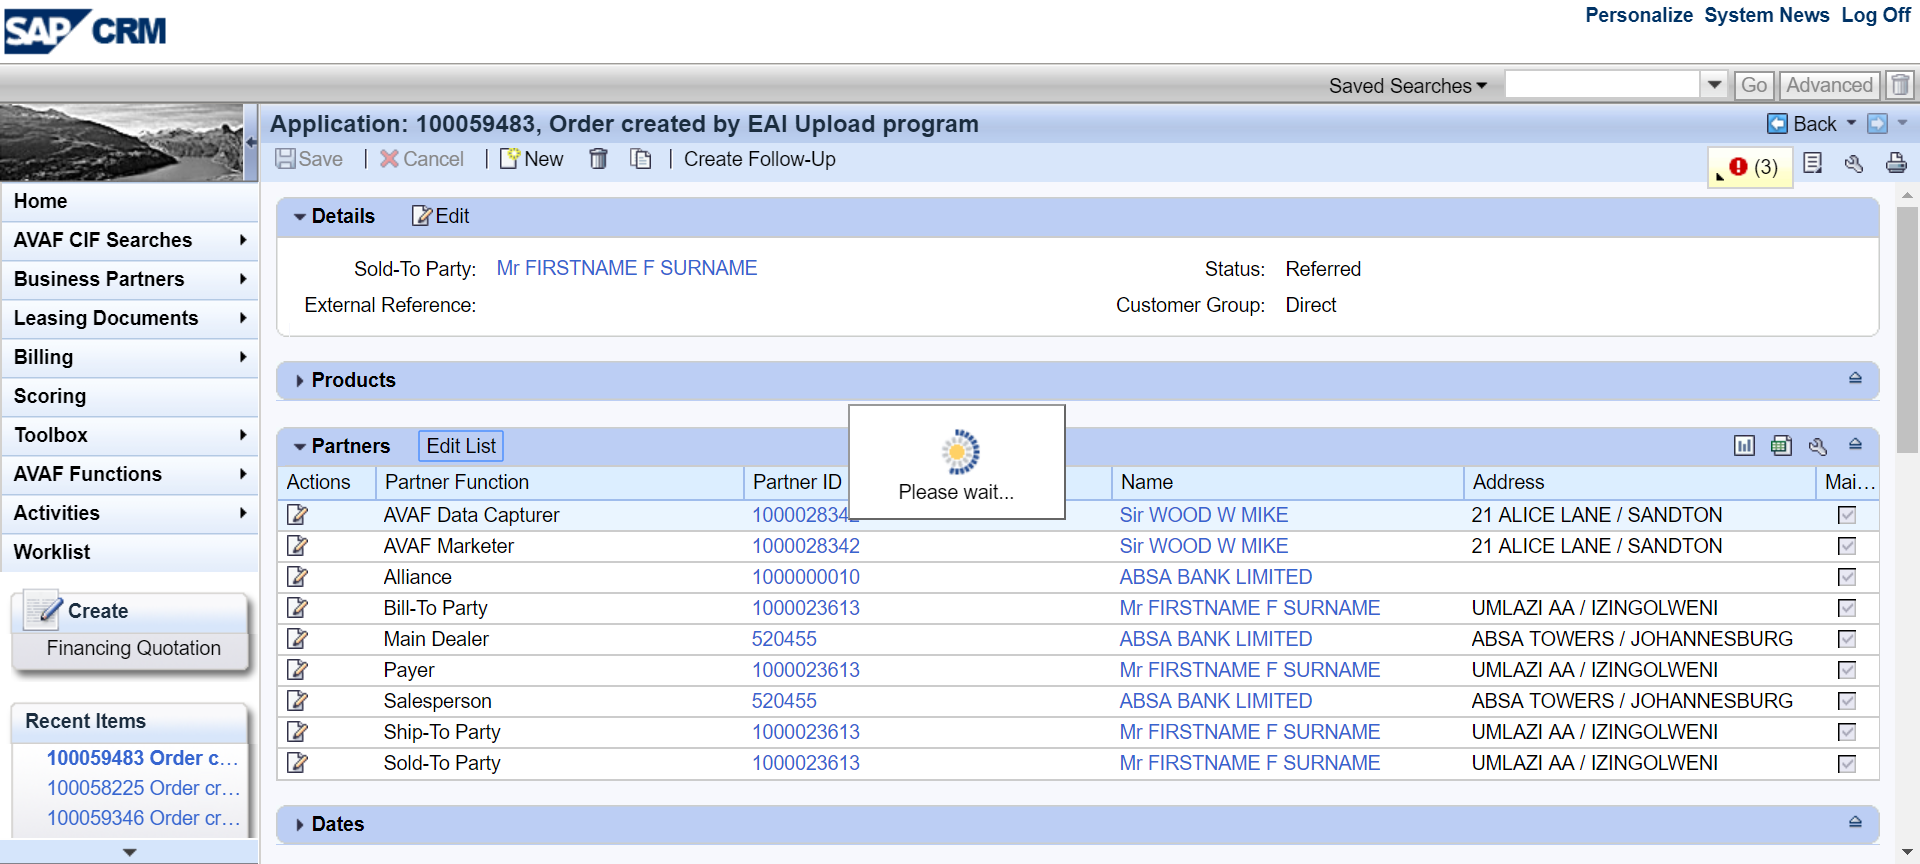 SAP CRM
Personalize System News Log Off
Saved Searches Go Advanced
Application: 100059483, Order created by EAI Upload program
Back
Save Cancel New Create Follow-Up
(3)
Home
AVAF CIF Searches
Business Partners
Leasing Documents
Billing
Scoring
Toolbox
AVAF Functions
Activities
Worklist
Create
Financing Quotation
Recent Items
100059483 Order c...
100058225 Order cr...
100059346 Order cr...
Details Edit
Sold-To Party: Mr FIRSTNAME F SURNAME Status: Referred
External Reference: Customer Group: Direct
Products
Partners Edit List
Please wait...
Actions Partner Function Partner ID Name Address Mai...
AVAF Data Capturer 1000028342 Sir WOOD W MIKE 21 ALICE LANE / SANDTON
AVAF Marketer 1000028342 Sir WOOD W MIKE 21 ALICE LANE / SANDTON
Alliance 1000000010 ABSA BANK LIMITED
Bill-To Party 1000023613 Mr FIRSTNAME F SURNAME UMLAZI AA / IZINGOLWENI
Main Dealer 520455 ABSA BANK LIMITED ABSA TOWERS / JOHANNESBURG
Payer 1000023613 Mr FIRSTNAME F SURNAME UMLAZI AA / IZINGOLWENI
Salesperson 520455 ABSA BANK LIMITED ABSA TOWERS / JOHANNESBURG
Ship-To Party 1000023613 Mr FIRSTNAME F SURNAME UMLAZI AA / IZINGOLWENI
Sold-To Party 1000023613 Mr FIRSTNAME F SURNAME UMLAZI AA / IZINGOLWENI
Dates